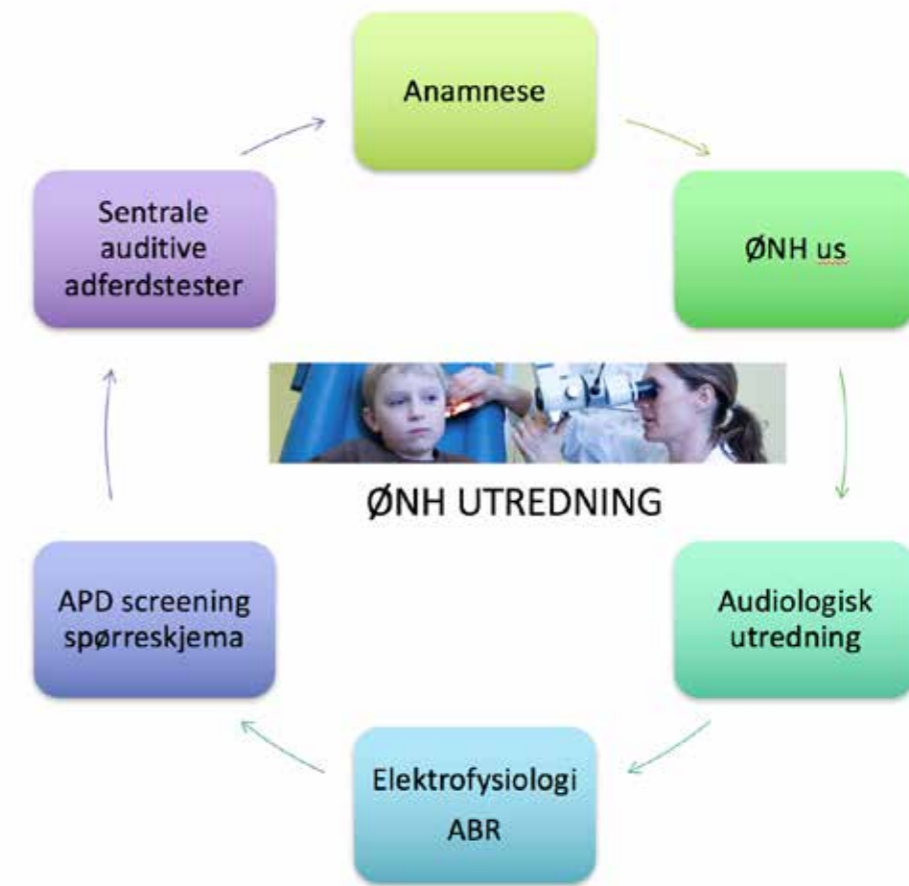 Anamnese
ØNH us
Audiologisk
utredning
Elektrofysiologi
ABR
APD screening
spørreskjema
Sentrale
auditive
adferdstester
ØNH UTREDNING